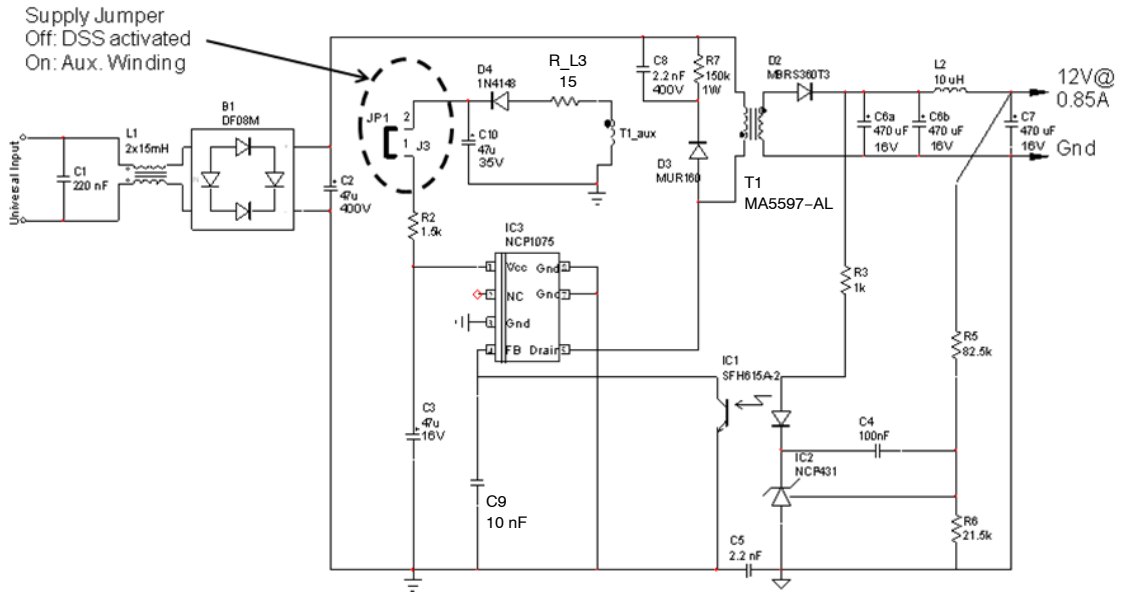 Supply Jumper
Off: DSS activated
On: Aux. Winding
Universal Input
C1
220 nF
L1
2x15mH
B1
DF08M
C2
47u
400V
JP1
2
1
J3
D4
1N4148
R_L3
15
C10
47u
35V
T1_aux
C8
2.2 nF
400V
R7
150k
1W
D3
MUR160
T1
MA5597-AL
D2
MBRS360T3
C6a
470 uF
16V
C6b
470 uF
16V
L2
10 uH
C7
470 uF
16V
12V@
0.85A
Gnd
R2
1.5k
IC3
NCP1075
Vcc
Gnd
NC
Gnd
Gnd
FB
Drain
R3
1k
R5
82.5k
IC1
SFH615A-2
C3
47u
16V
C9
10 nF
C4
100nF
IC2
NCP431
R6
21.5k
C5
2.2 nF